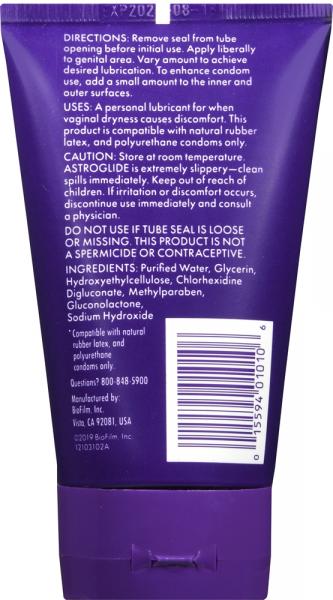 XP202 08-1
DIRECTIONS: Remove seal from tube
opening before initial use. Apply liberally
to genital area. Vary amount to achieve
desired lubrication. To enhance condom
use, add a small amount to the inner and
outer surfaces.
USES: A personal lubricant for when
vaginal dryness causes discomfort. This
product is compatible with natural rubber
latex, and polyurethane condoms only.
CAUTION: Store at room temperature.
ASTROGLIDE is extremely slippery—clean
spills immediately. Keep out of reach of
children. If irritation or discomfort occurs,
discontinue use immediately and consult
a physician.
DO NOT USE IF TUBE SEAL IS LOOSE
OR MISSING. THIS PRODUCT IS NOT
A SPERMICIDE OR CONTRACEPTIVE.
INGREDIENTS: Purified Water, Glycerin,
Hydroxyethylcellulose, Chlorhexidine
Digluconate, Methylparaben,
Gluconolactone,
Sodium Hydroxide
*Compatible with natural
rubber latex, and
polyurethane
condoms only.
Questions? 800-848-5900
Manufactured by:
BioFilm, Inc.
Vista, CA 92081, USA
©2019 BioFilm, Inc.
12103102A
0 15594 01010 6